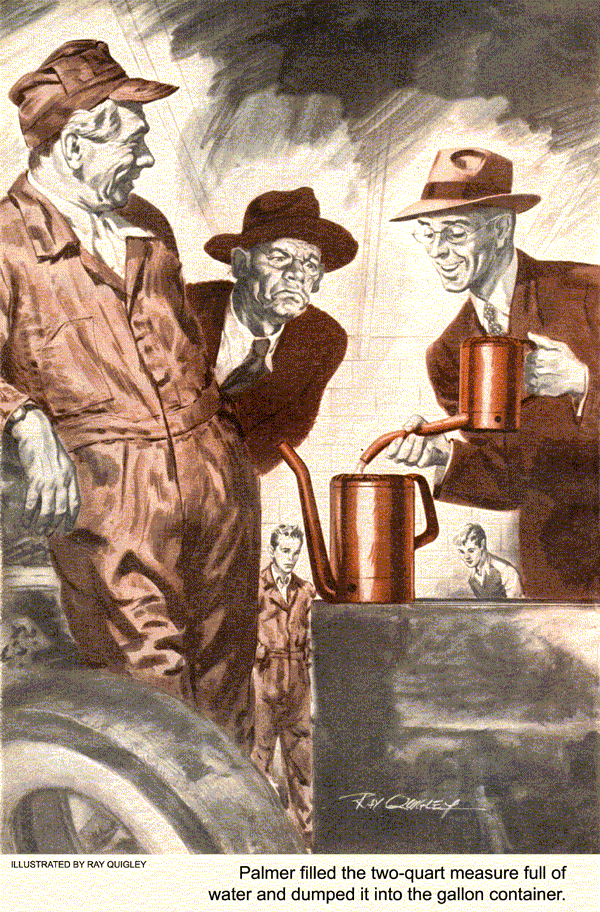 Ray Quigley
ILLUSTRATED BY RAY QUIGLEY
Palmer filled the two-quart measure full of
water and dumped it into the gallon container.